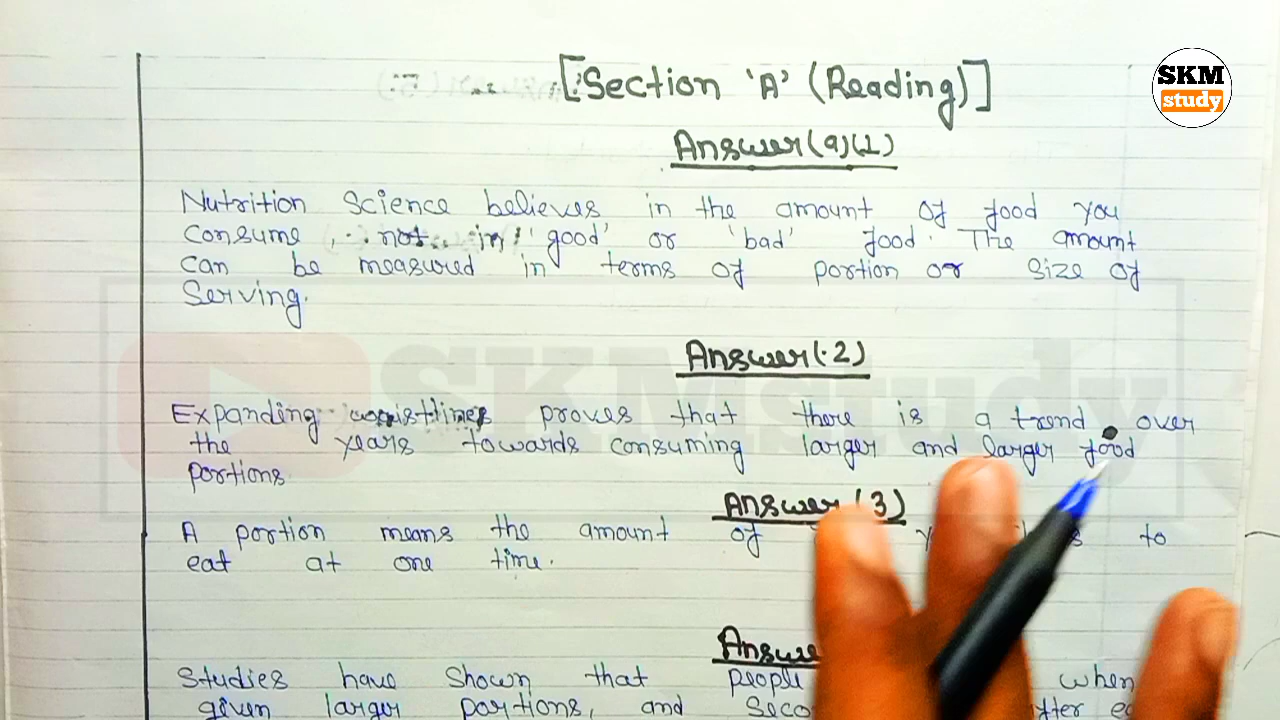 [Section 'A' (Reading)]
SKM
study
Answer(a)(1)
Nutrition Science believes in the amount of food you
consume, not in 'good' or 'bad' food. The amount
can be measured in terms of portion or size of
Serving.
Answer(2)
Expanding waistlines proves that there is a trend over
the years towards consuming larger and larger food
portions.
Answer (3)
A portion means the amount of to
eat at one time.
SKMstudy
Studies have shown that people when
given larger portions, and